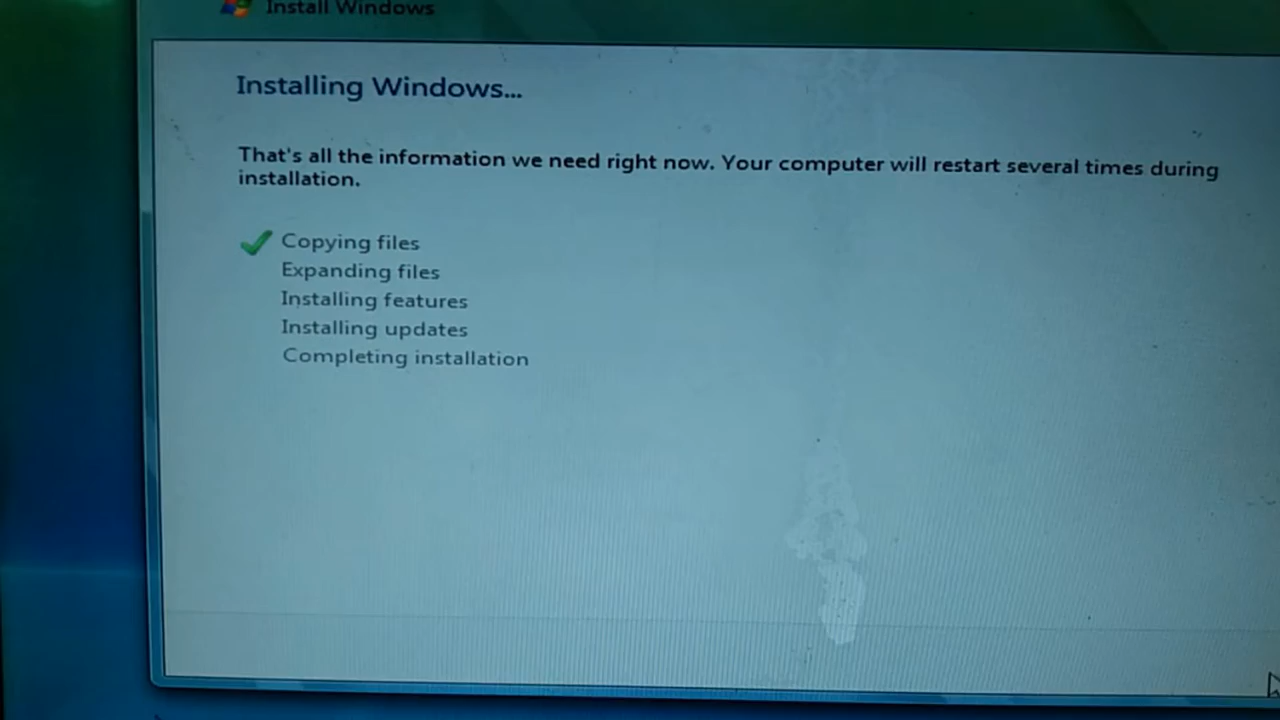 Install Windows
Installing Windows...
That's all the information we need right now. Your computer will restart several times during
installation.
Copying files
Expanding files
Installing features
Installing updates
Completing installation